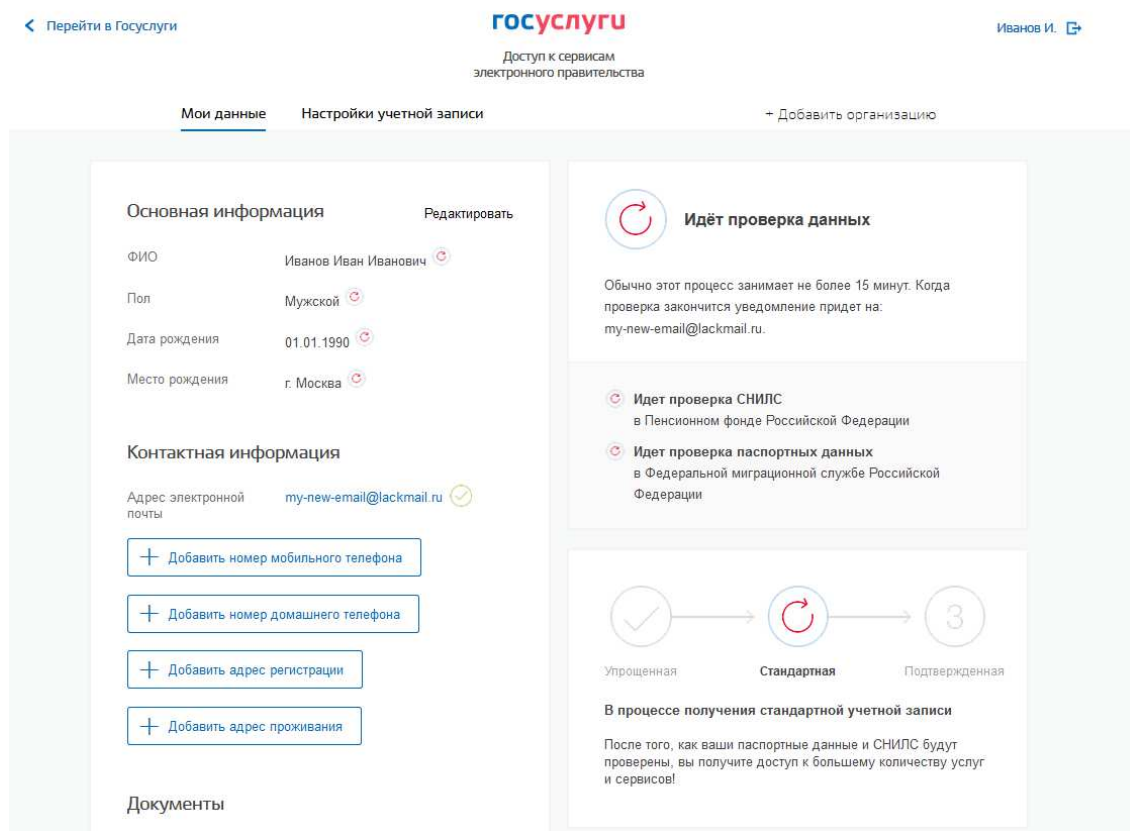 Перейти в Госуслуги
госуслуги
Иванов И.
Доступ к сервисам
электронного правительства
Мои данные
Настройки учетной записи
+ Добавить организацию
Основная информация
Редактировать
ФИО
Иванов Иван Иванович
Пол
Мужской
Дата рождения
01.01.1990
Место рождения
г. Москва
Контактная информация
Адрес электронной
почты
my-new-email@lackmail.ru
Добавить номер мобильного телефона
Добавить номер домашнего телефона
Добавить адрес регистрации
Добавить адрес проживания
Документы
Идёт проверка данных
Обычно этот процесс занимает не более 15 минут. Когда
проверка закончится уведомление придет на:
my-new-email@lackmail.ru.
Идет проверка СНИЛС
в Пенсионном фонде Российской Федерации
Идет проверка паспортных данных
в Федеральной миграционной службе Российской
Федерации
3
Упрощенная
Стандартная
Подтвержденная
В процессе получения стандартной учетной записи
После того, как ваши паспортные данные и СНИЛС будут
проверены, вы получите доступ к большему количеству услуг
и сервисов!